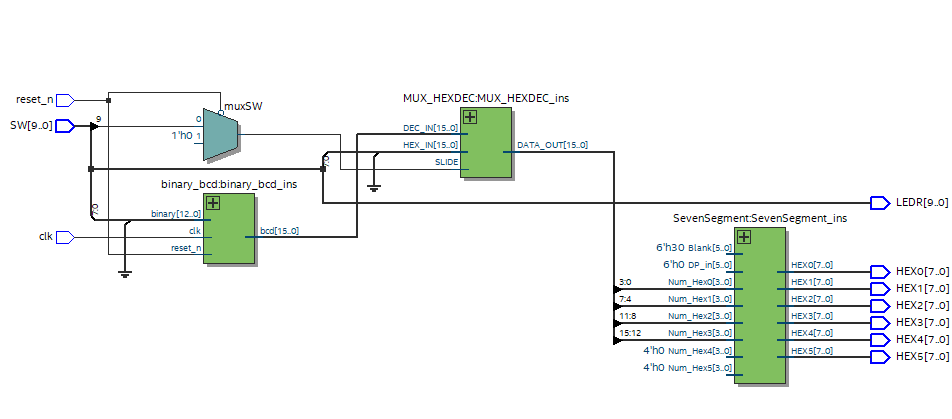 reset_n
SW[9..0]
9
muxSW
0
1'h0 1
7:0
binary_bcd:binary_bcd_ins
binary[12..0]
clk
reset_n
bcd[15..0]
clk
7:0
MUX_HEXDEC:MUX_HEXDEC_ins
DEC_IN[15..0]
HEX_IN[15..0]
SLIDE
DATA_OUT[15..0]
LEDR[9..0]
SevenSegment:SevenSegment_ins
6'h30 Blank[5..0]
6'h0 DP_in[5..0]
3:0 Num_Hex0[3..0]
7:4 Num_Hex1[3..0]
11:8 Num_Hex2[3..0]
15:12 Num_Hex3[3..0]
4'h0 Num_Hex4[3..0]
4'h0 Num_Hex5[3..0]
HEX0[7..0]
HEX1[7..0]
HEX2[7..0]
HEX3[7..0]
HEX4[7..0]
HEX5[7..0]
HEX0[7..0]
HEX1[7..0]
HEX2[7..0]
HEX3[7..0]
HEX4[7..0]
HEX5[7..0]